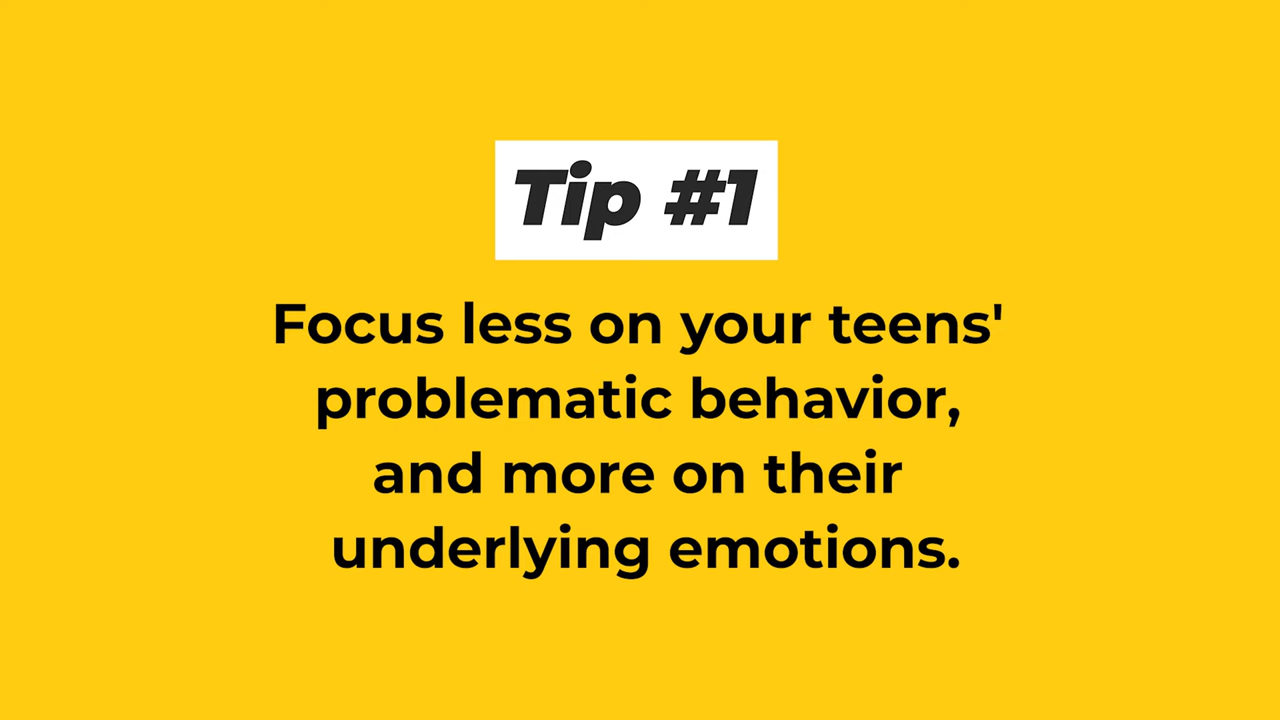 Tip #1
Focus less on your teens'
problematic behavior,
and more on their
underlying emotions.